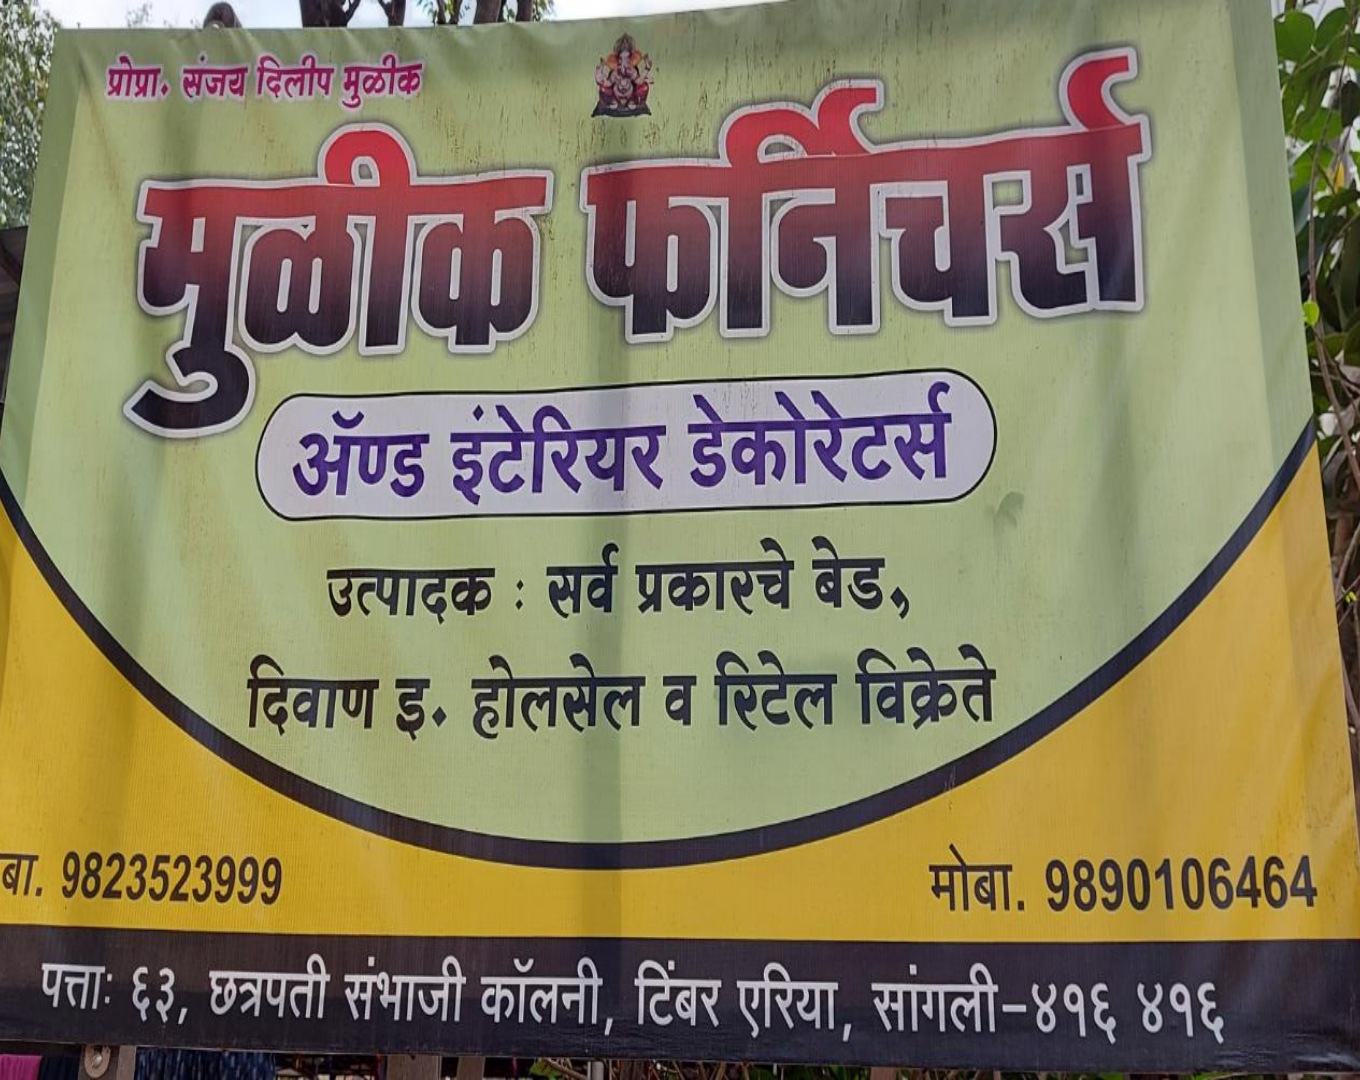 प्रोप्रा. संजय दिलीप मुळीक
मुळीक फर्निचर्स
ॲण्ड इंटेरियर डेकोरेटर्स
उत्पादक : सर्व प्रकारचे बेड,
दिवाण इ. होलसेल व रिटेल विक्रेते
बा. 9823523999 मोबा. 9890106464
पत्ताः ६३, छत्रपती संभाजी कॉलनी, टिंबर एरिया, सांगली-४१६ ४१६